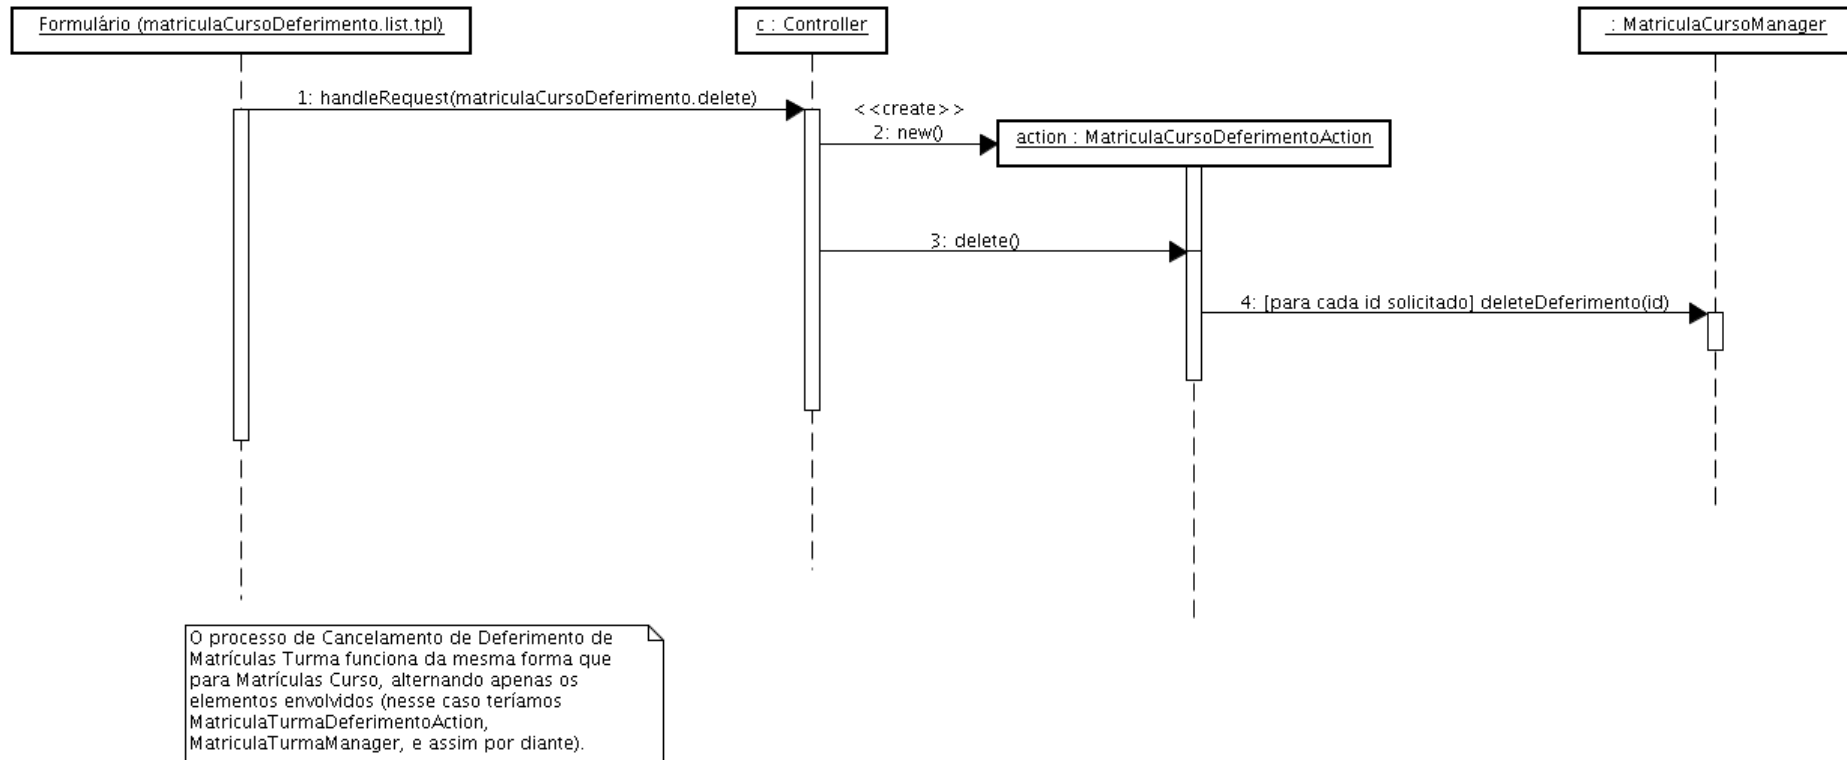 Formulário (matriculaCursoDeferimento.list.tpl)
c : Controller
: MatriculaCursoManager
1: handleRequest(matriculaCursoDeferimento.delete)
<<create>>
2: new()
action : MatriculaCursoDeferimentoAction
3: delete()
4: [para cada id solicitado] deleteDeferimento(id)
O processo de Cancelamento de Deferimento de
Matrículas Turma funciona da mesma forma que
para Matrículas Curso, alternando apenas os
elementos envolvidos (nesse caso teríamos
MatriculaTurmaDeferimentoAction,
MatriculaTurmaManager, e assim por diante).